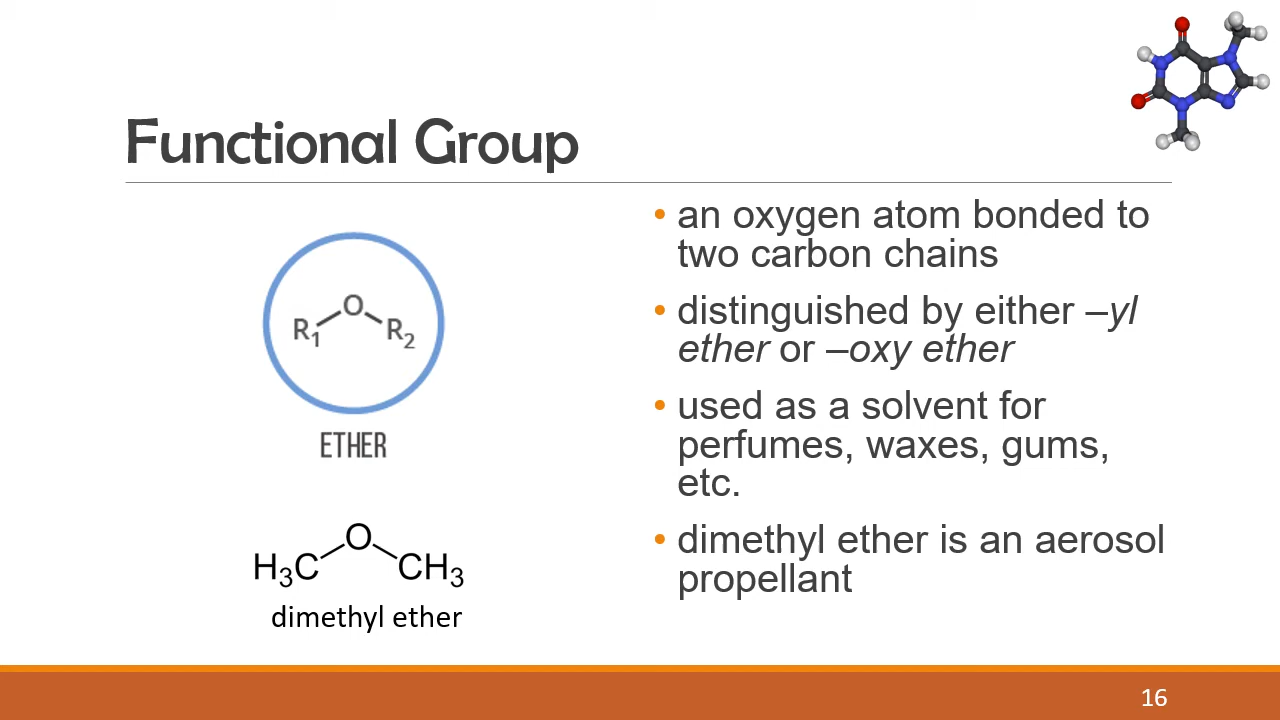 Functional Group
R1 O R2
ETHER
H3C O CH3
dimethyl ether
• an oxygen atom bonded to
two carbon chains
• distinguished by either –yl
ether or –oxy ether
• used as a solvent for
perfumes, waxes, gums,
etc.
• dimethyl ether is an aerosol
propellant
16